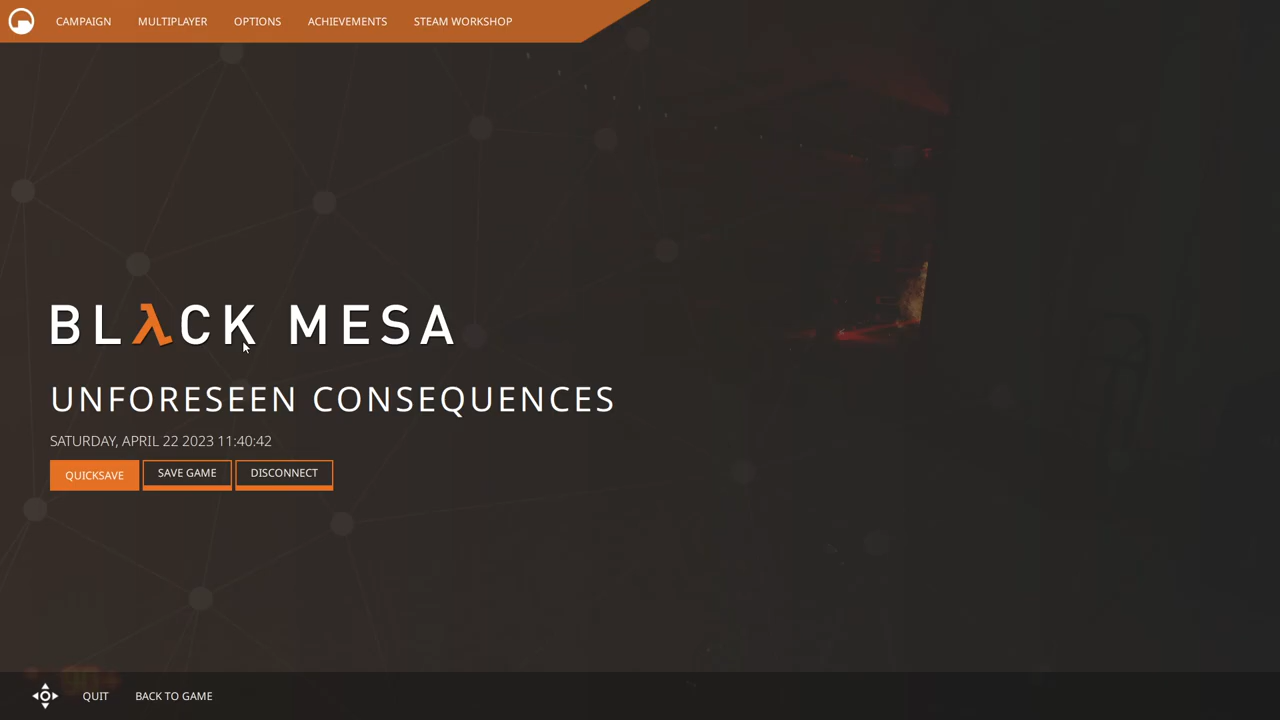 CAMPAIGN MULTIPLAYER OPTIONS ACHIEVEMENTS STEAM WORKSHOP
BLλCK MESA
UNFORESEEN CONSEQUENCES
SATURDAY, APRIL 22 2023 11:40:42
QUICKSAVE SAVE GAME DISCONNECT
QUIT BACK TO GAME